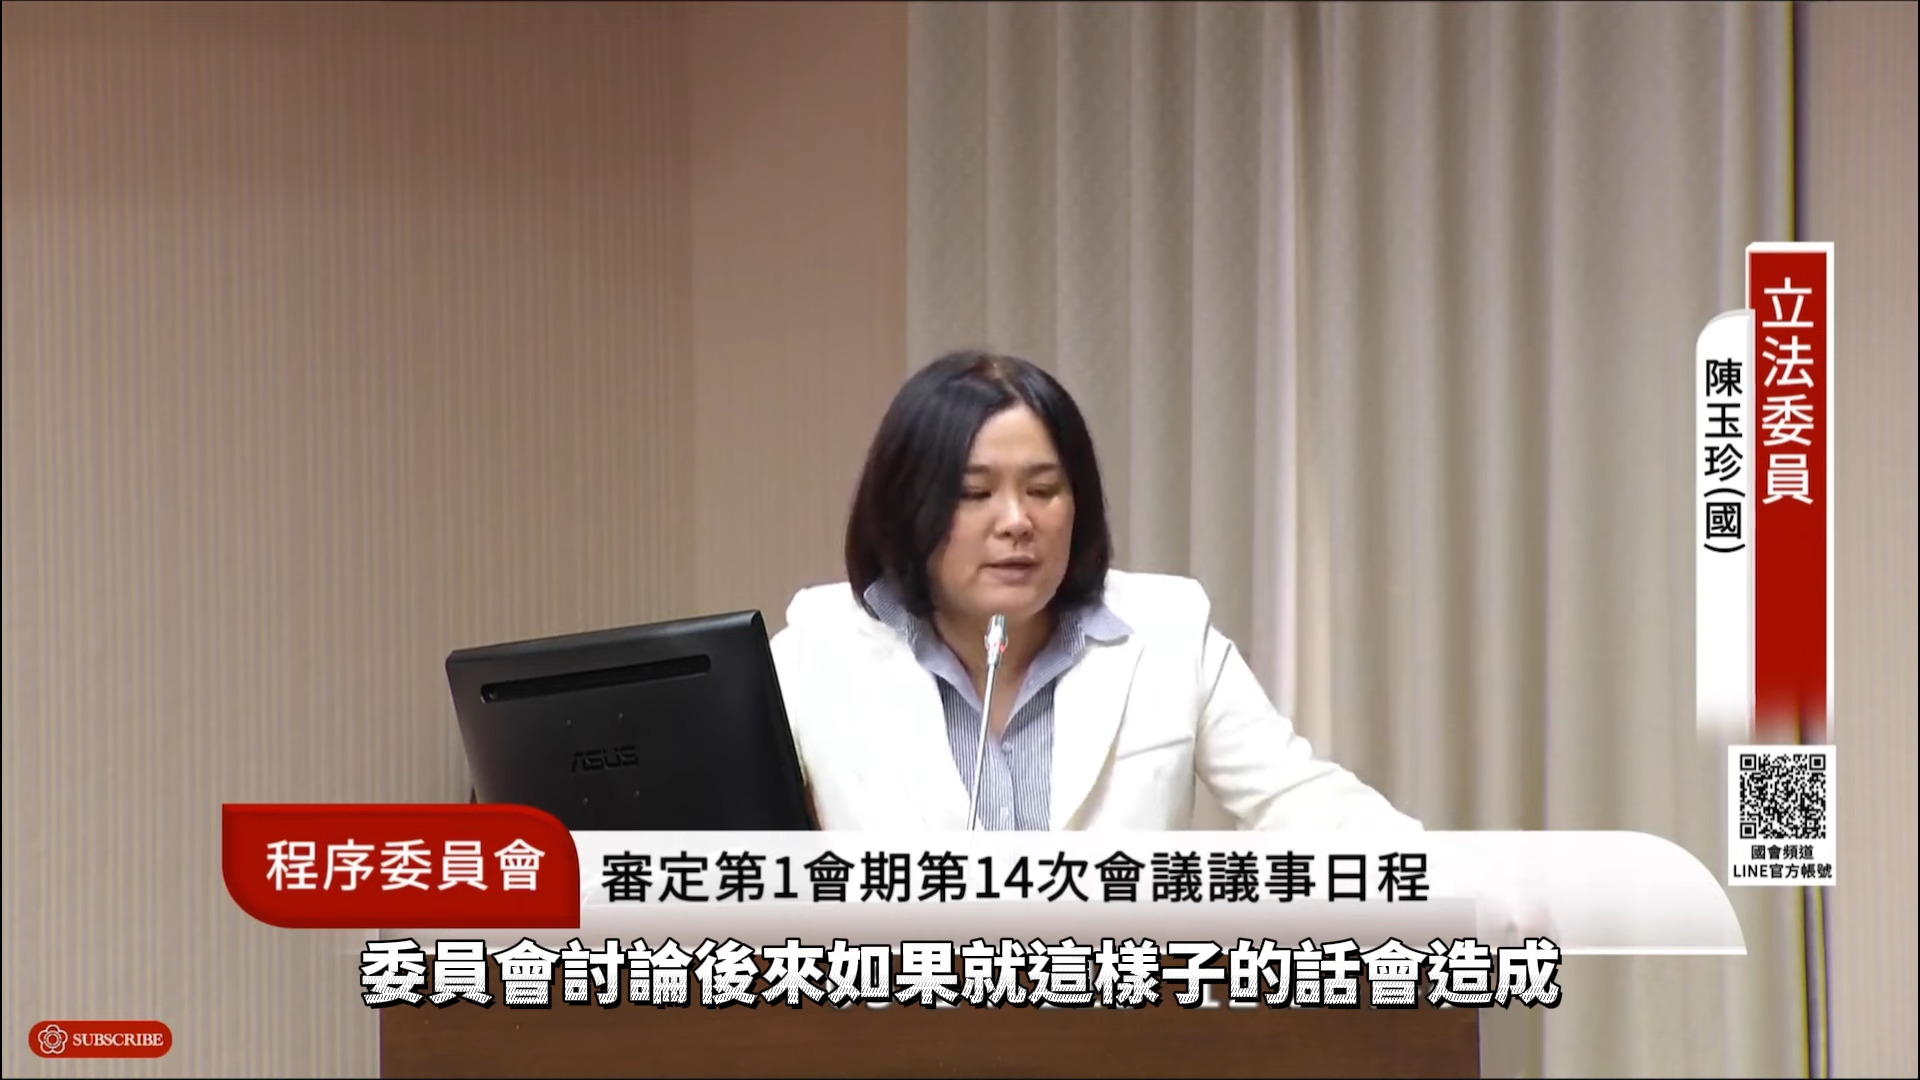 立法委員
陳玉珍(國)
ASUS
國會頻道
LINE官方帳號
程序委員會
審定第1會期第14次會議議事日程
委員會討論後來如果就這樣子的話會造成
SUBSCRIBE